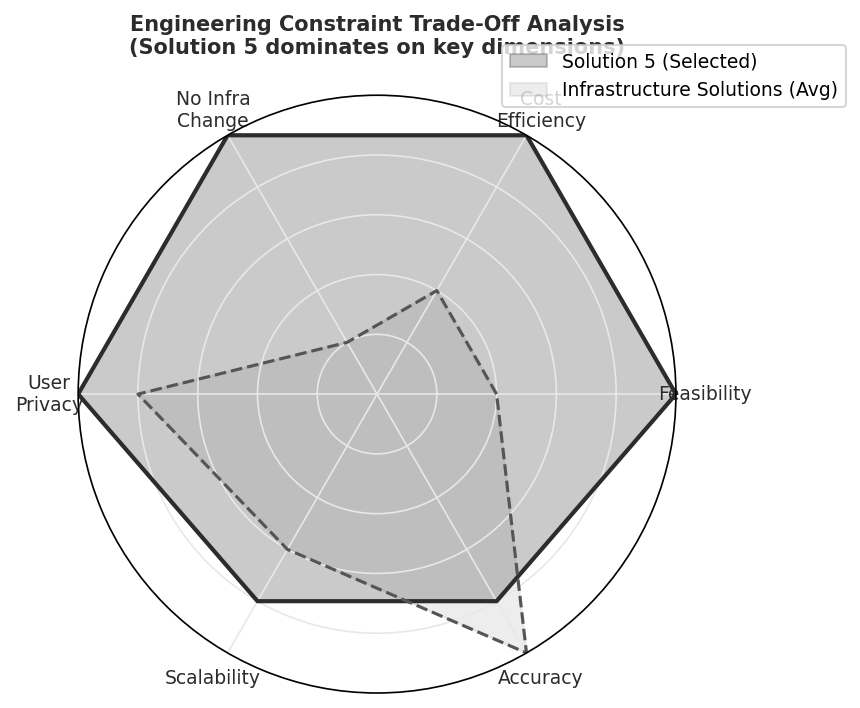 Engineering Constraint Trade-Off Analysis
(Solution 5 dominates on key dimensions)
Solution 5 (Selected)
Infrastructure Solutions (Avg)
No Infra
Change
Cost
Efficiency
User
Privacy
Feasibility
Scalability
Accuracy